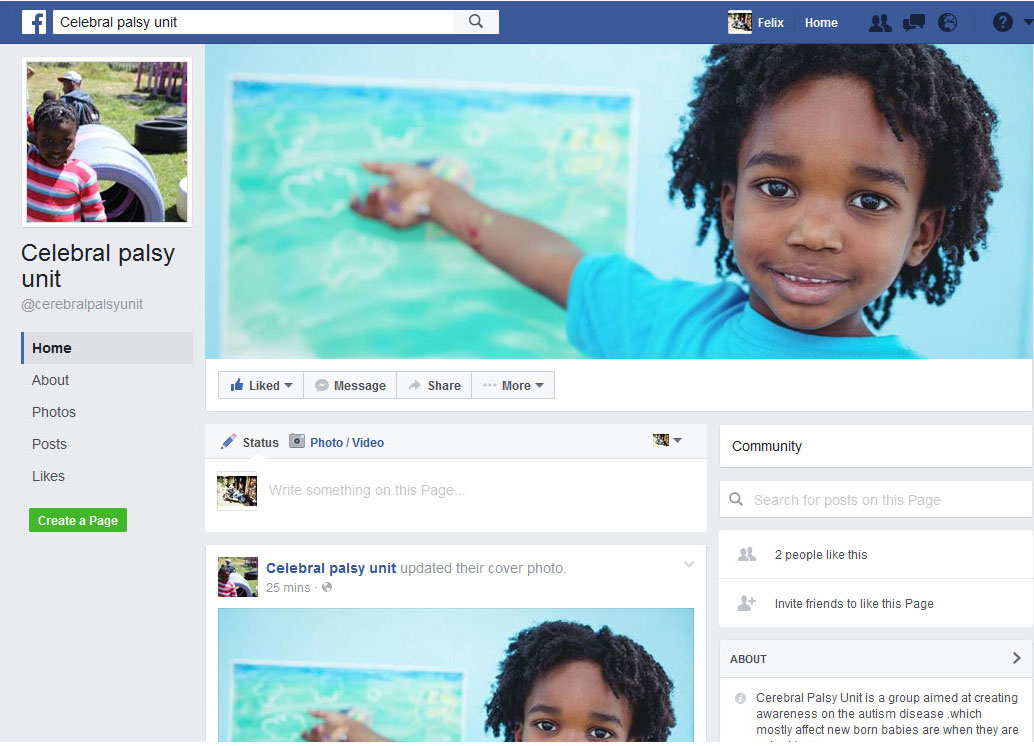 f
Celebral palsy unit
Felix
Home
?
Celebral palsy
unit
@cerebralpalsyunit
Home
About
Photos
Posts
Likes
Create a Page
Liked
Message
Share
More
Status
Photo / Video
Write something on this Page...
Celebral palsy unit updated their cover photo.
25 mins ·
Community
Search for posts on this Page
2 people like this
Invite friends to like this Page
ABOUT
Cerebral Palsy Unit is a group aimed at creating
awareness on the autism disease .which
mostly affect new born babies are when they are